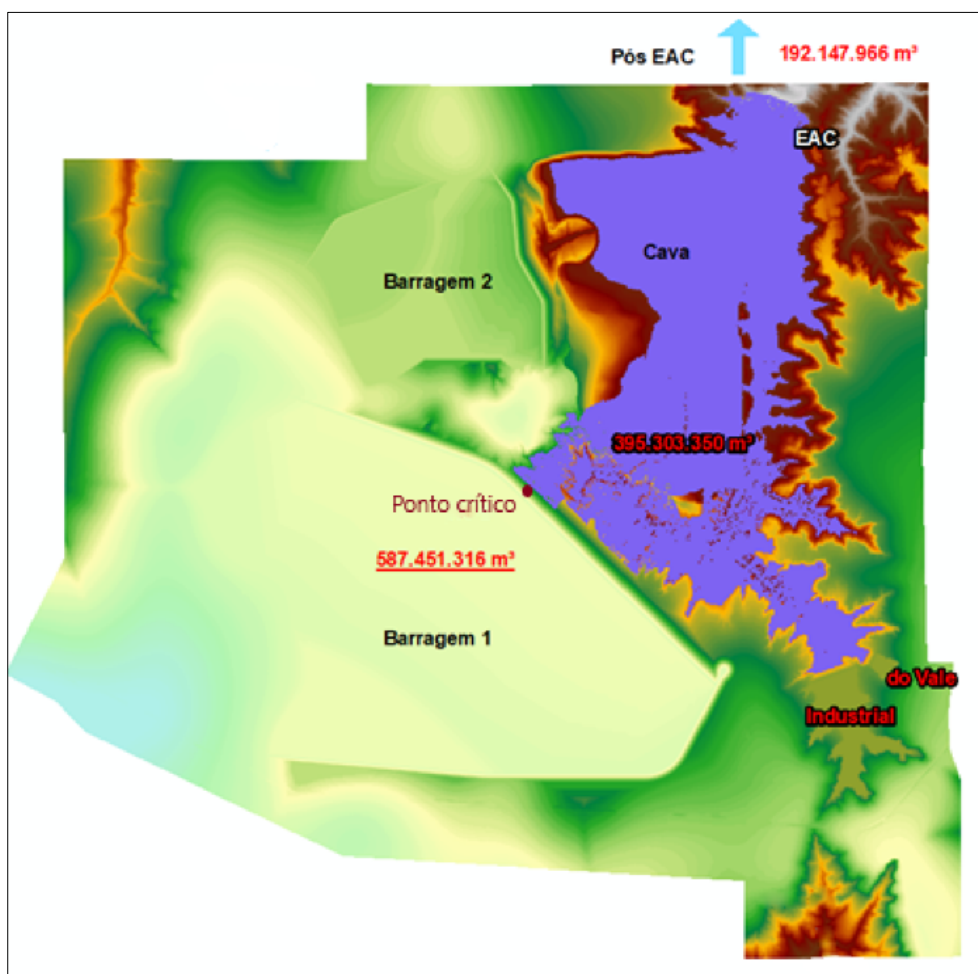 Pós EAC
192.147.966 m³
EAC
Cava
Barragem 2
395.303.350 m³
Ponto crítico
587.451.316 m³
Barragem 1
do Vale
Industrial